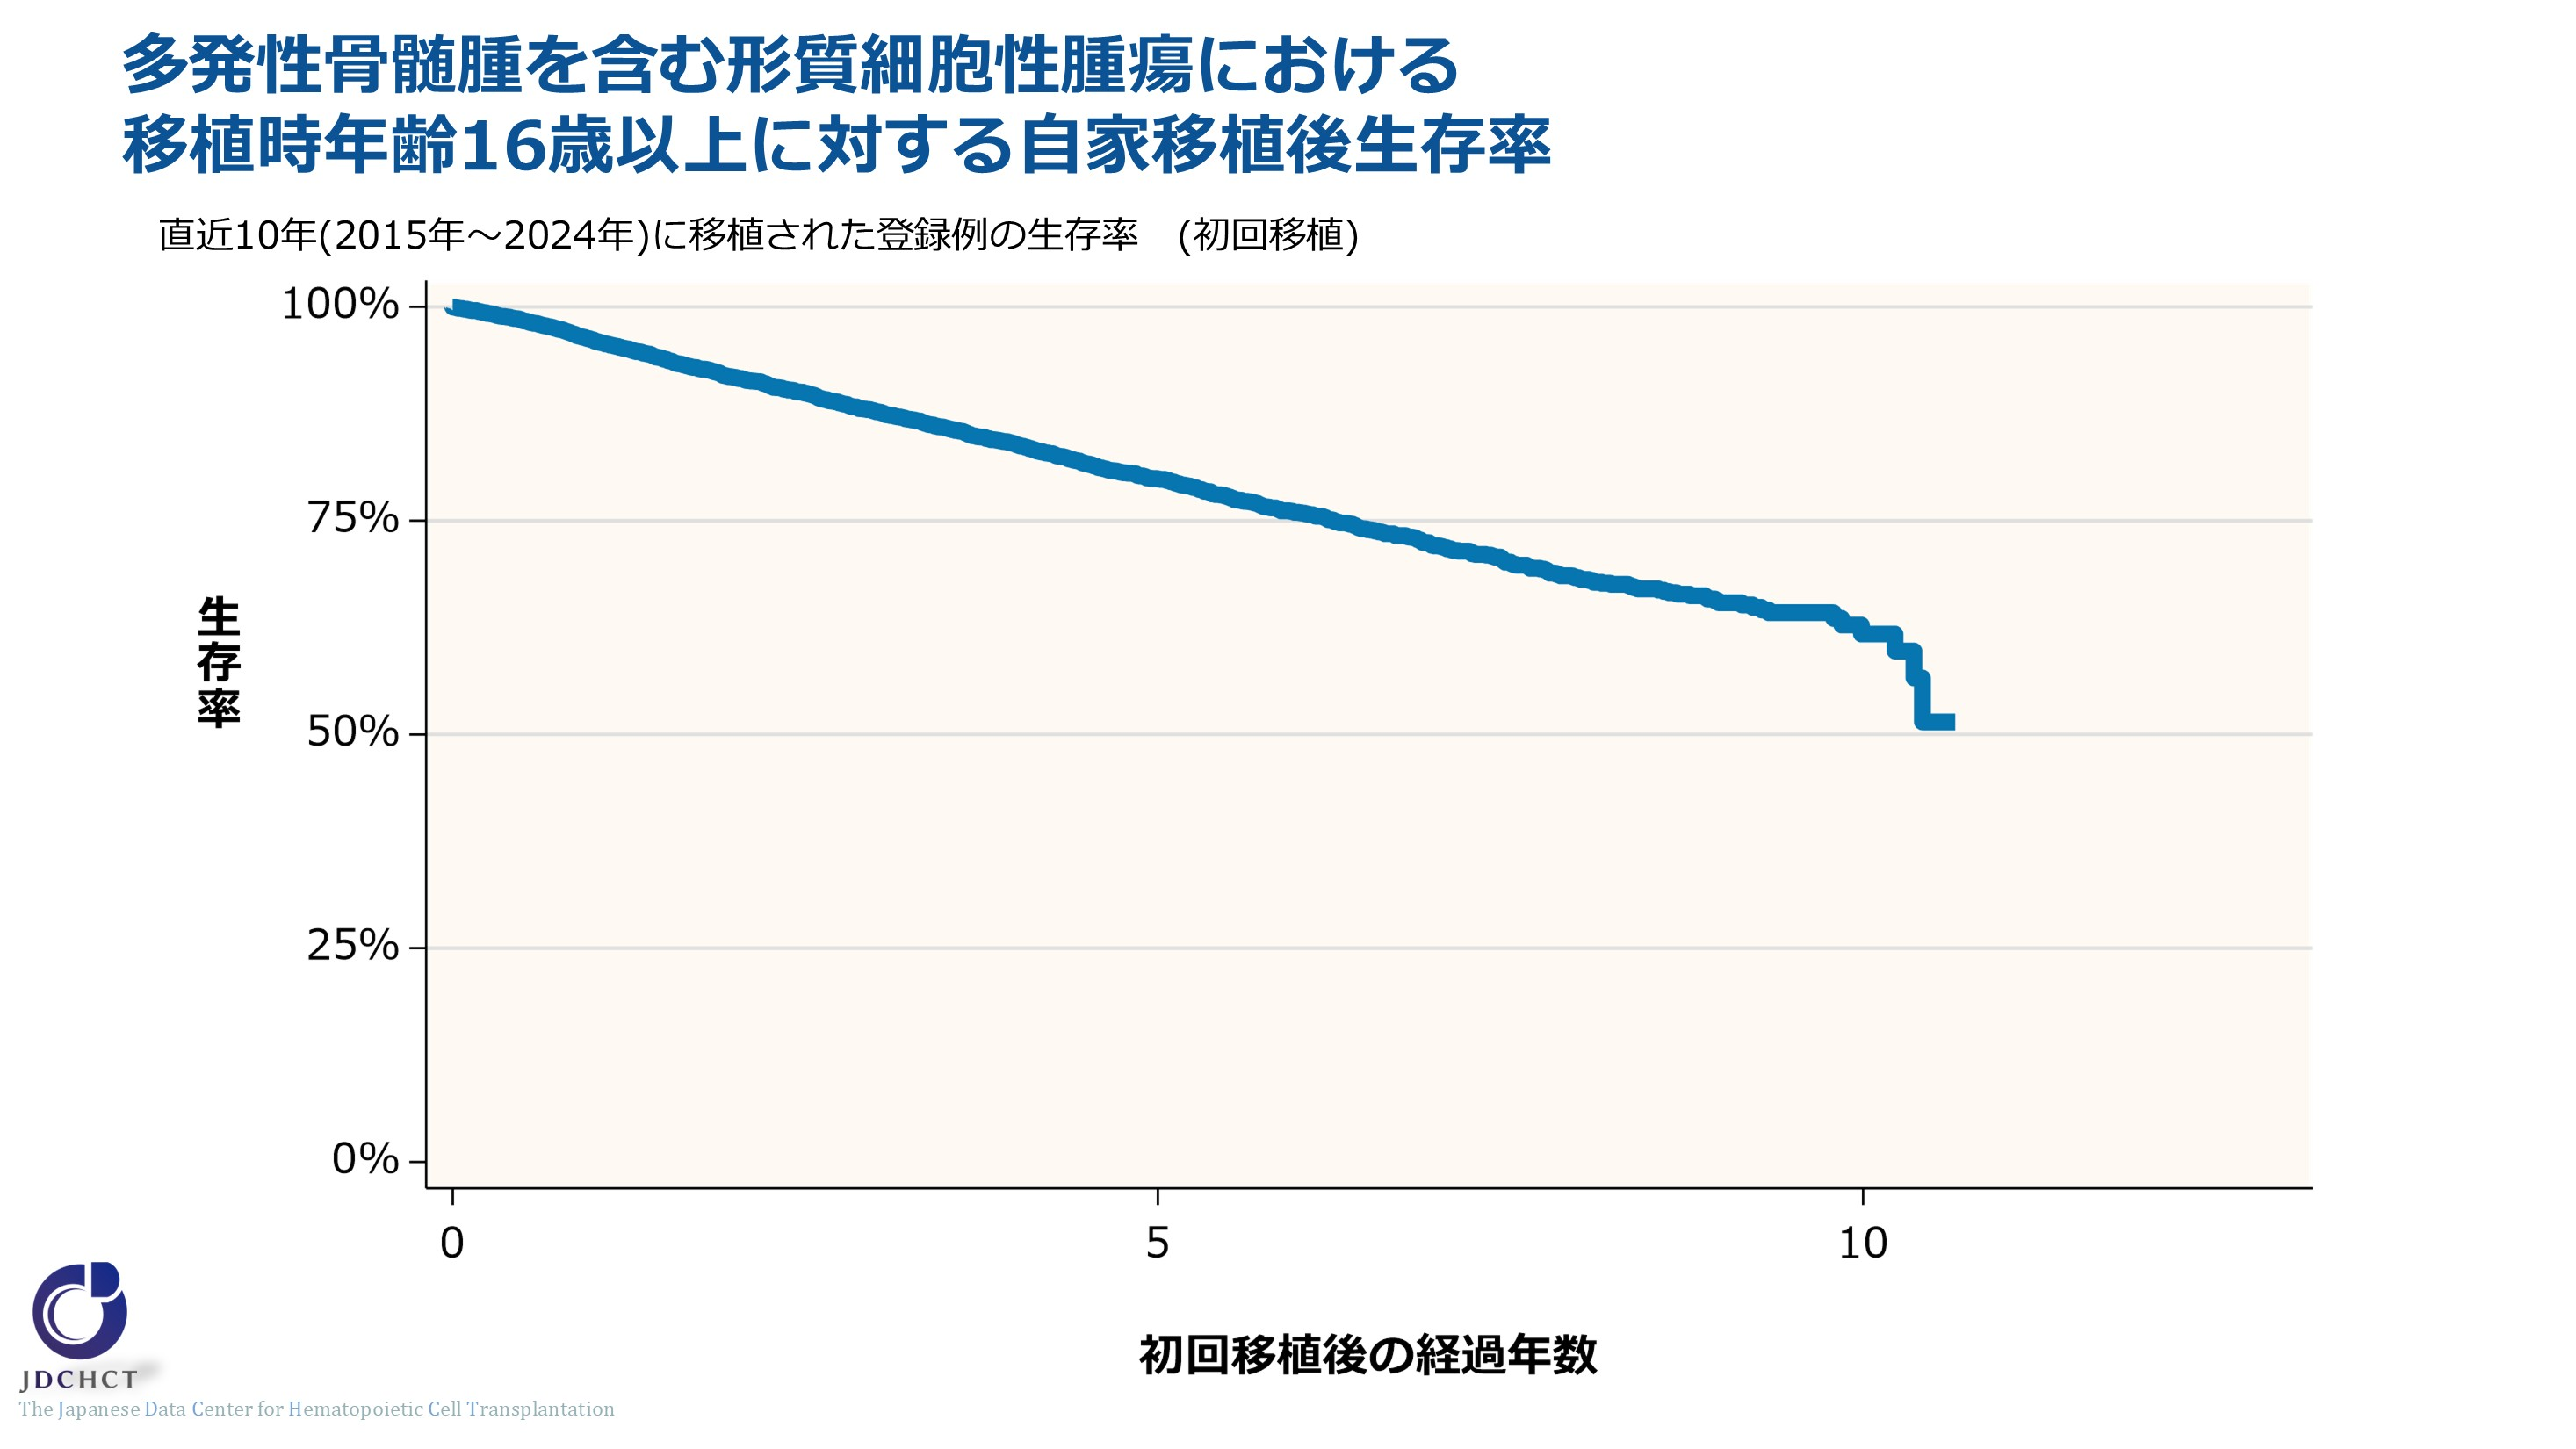 多発性骨髄腫を含む形質細胞性腫瘍における
移植時年齢16歳以上に対する自家移植後生存率
直近10年(2015年～2024年)に移植された登録例の生存率　(初回移植)
100%
75%
50%
25%
0%
生存率
0
5
10
初回移植後の経過年数
JDCHCT
The Japanese Data Center for Hematopoietic Cell Transplantation